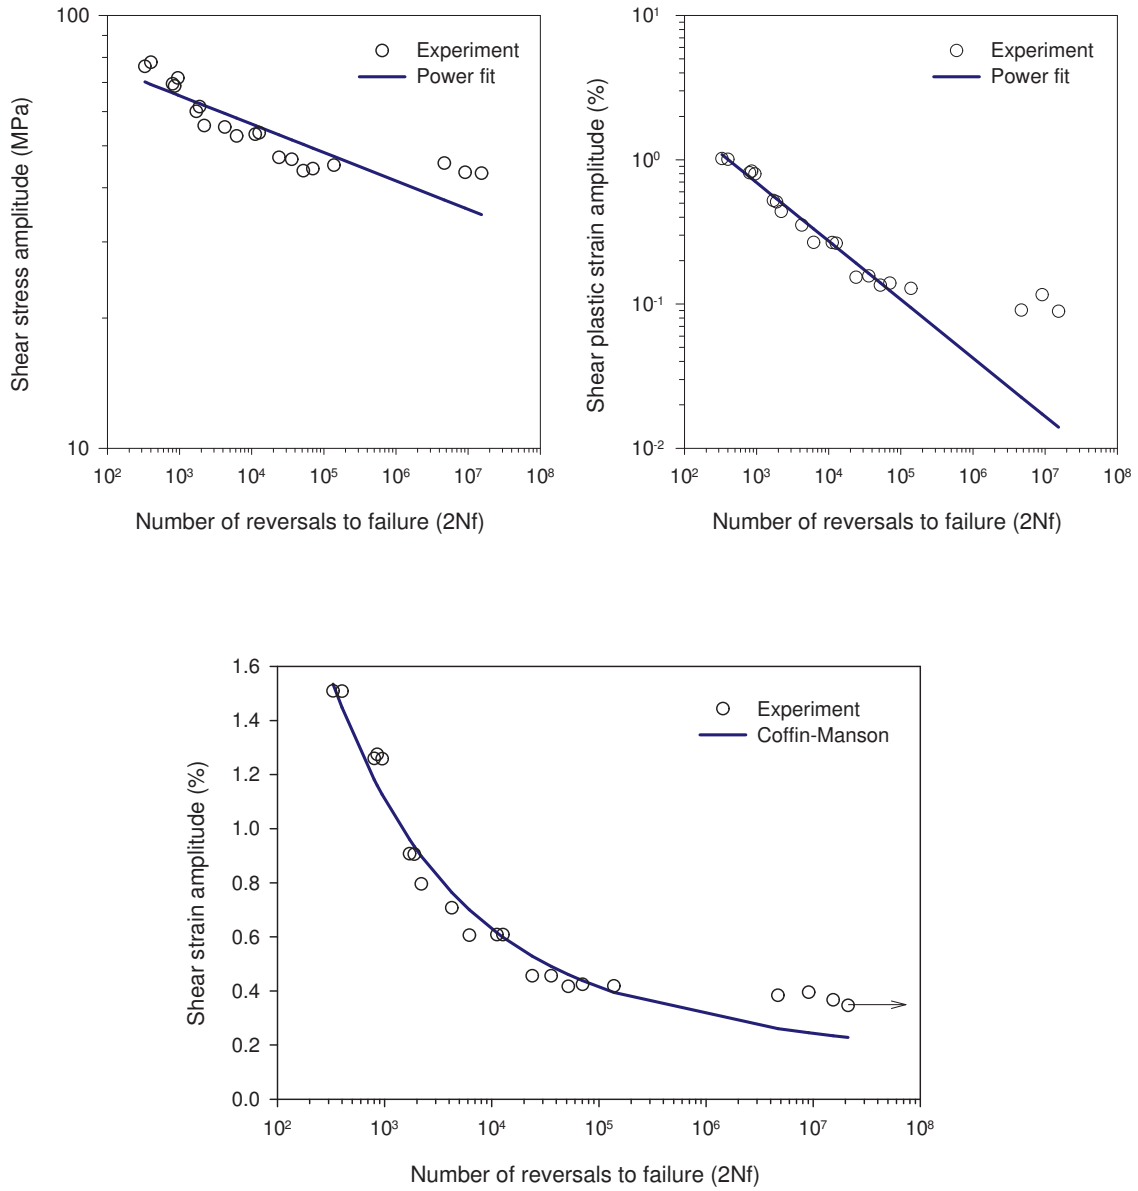 Shear stress amplitude (MPa)
100
10
Experiment
Power fit
10² 10³ 10⁴ 10⁵ 10⁶ 10⁷ 10⁸
Number of reversals to failure (2Nf)
Shear plastic strain amplitude (%)
10¹
10⁰
10⁻¹
10⁻²
Experiment
Power fit
10² 10³ 10⁴ 10⁵ 10⁶ 10⁷ 10⁸
Number of reversals to failure (2Nf)
Shear strain amplitude (%)
1.6
1.4
1.2
1.0
0.8
0.6
0.4
0.2
0.0
Experiment
Coffin-Manson
10² 10³ 10⁴ 10⁵ 10⁶ 10⁷ 10⁸
Number of reversals to failure (2Nf)